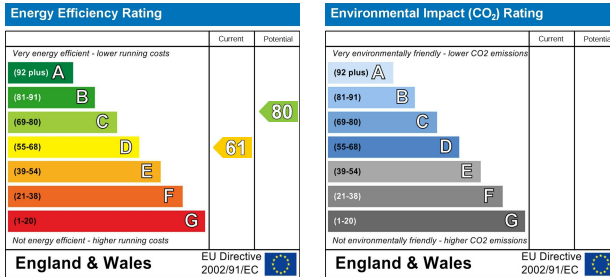 Energy Efficiency Rating
Current Potential
Very energy efficient - lower running costs
(92 plus) A
(81-91) B
(69-80) C
(55-68) D
(39-54) E
(21-38) F
(1-20) G
80
61
Not energy efficient - higher running costs
England & Wales
EU Directive
2002/91/EC
Environmental Impact (CO2) Rating
Current Potential
Very environmentally friendly - lower CO2 emissions
(92 plus) A
(81-91) B
(69-80) C
(55-68) D
(39-54) E
(21-38) F
(1-20) G
Not environmentally friendly - higher CO2 emissions
England & Wales
EU Directive
2002/91/EC